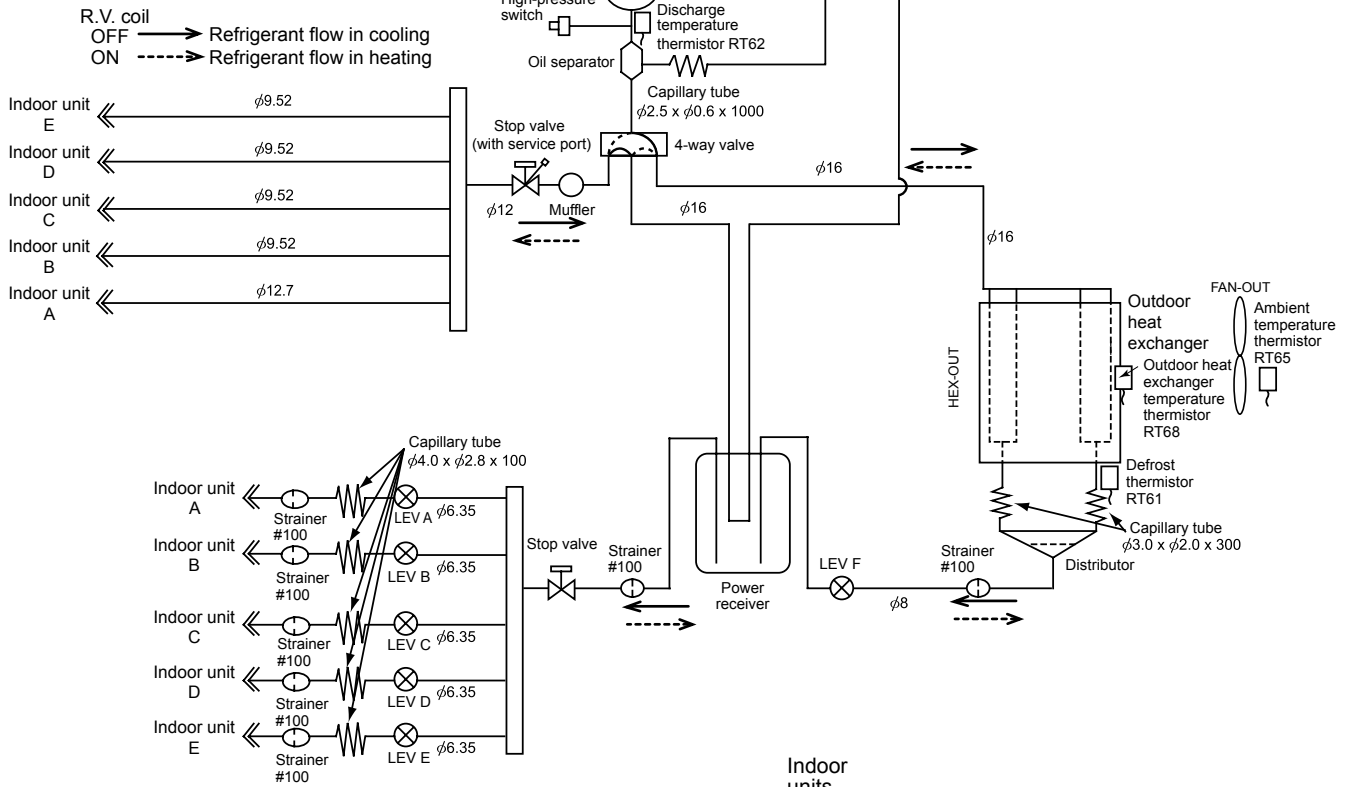 High-pressure
switch
Discharge
temperature
thermistor RT62
R.V. coil
OFF Refrigerant flow in cooling
ON Refrigerant flow in heating
Oil separator
Capillary tube
ϕ2.5 x ϕ0.6 x 1000
Indoor unit
E
ϕ9.52
Indoor unit
D
ϕ9.52
Indoor unit
C
ϕ9.52
Indoor unit
B
ϕ9.52
Indoor unit
A
ϕ12.7
Stop valve
(with service port)
4-way valve
ϕ12
Muffler
ϕ16
ϕ16
ϕ16
HEX-OUT
Outdoor
heat
exchanger
FAN-OUT
Ambient
temperature
thermistor
RT65
Outdoor heat
exchanger
temperature
thermistor
RT68
Defrost
thermistor
RT61
Capillary tube
ϕ3.0 x ϕ2.0 x 300
Distributor
Capillary tube
ϕ4.0 x ϕ2.8 x 100
Indoor unit
A
Strainer
#100
LEV A
ϕ6.35
Indoor unit
B
Strainer
#100
LEV B
ϕ6.35
Indoor unit
C
Strainer
#100
LEV C
ϕ6.35
Indoor unit
D
Strainer
#100
LEV D
ϕ6.35
Indoor unit
E
Strainer
#100
LEV E
ϕ6.35
Stop valve
Strainer
#100
Power
receiver
LEV F
ϕ8
Strainer
#100
Indoor
units